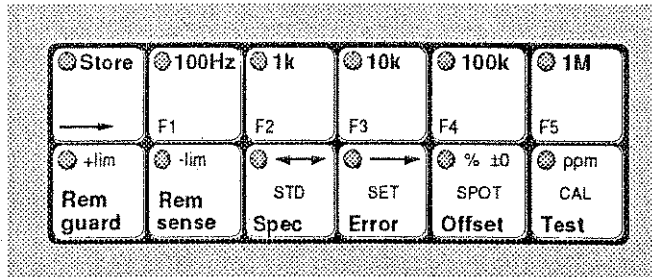 Store 100Hz 1k 10k 100k 1M
F1 F2 F3 F4 F5
+lim -lim % ±0 ppm
STD SET SPOT CAL
Rem guard Rem sense Spec Error Offset Test